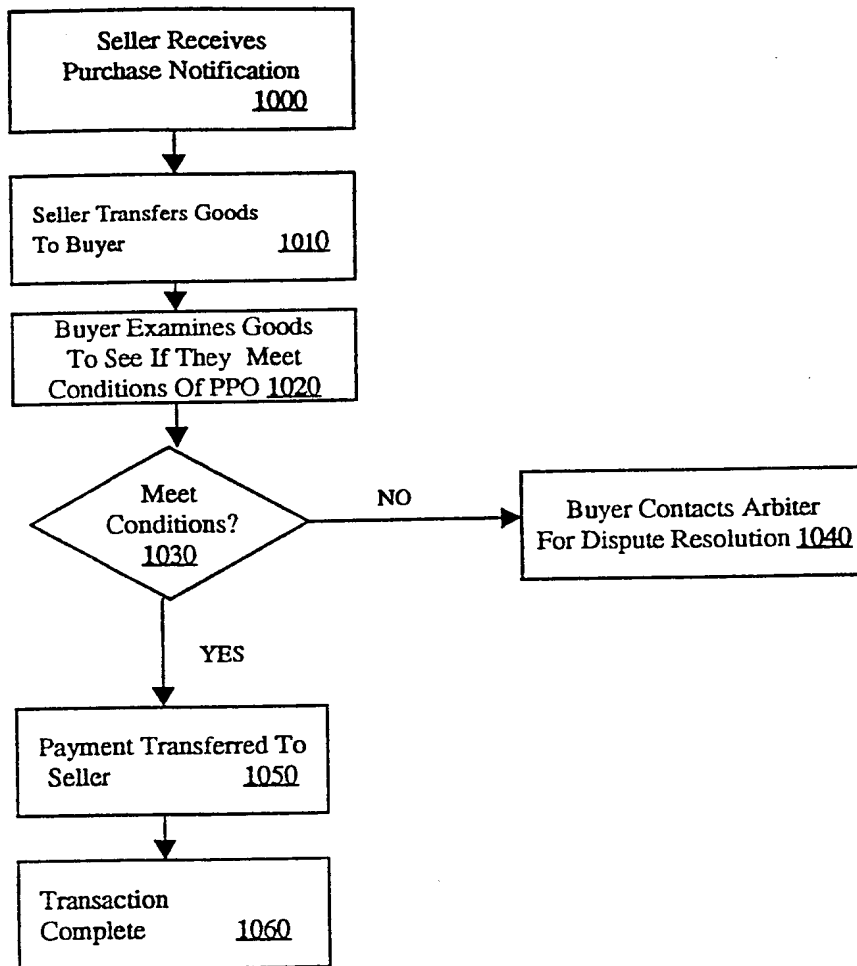 Seller Receives
Purchase Notification
1000
Seller Transfers Goods
To Buyer 1010
Buyer Examines Goods
To See If They Meet
Conditions Of PPO 1020
Meet
Conditions?
1030
NO
Buyer Contacts Arbiter
For Dispute Resolution 1040
YES
Payment Transferred To
Seller 1050
Transaction
Complete 1060